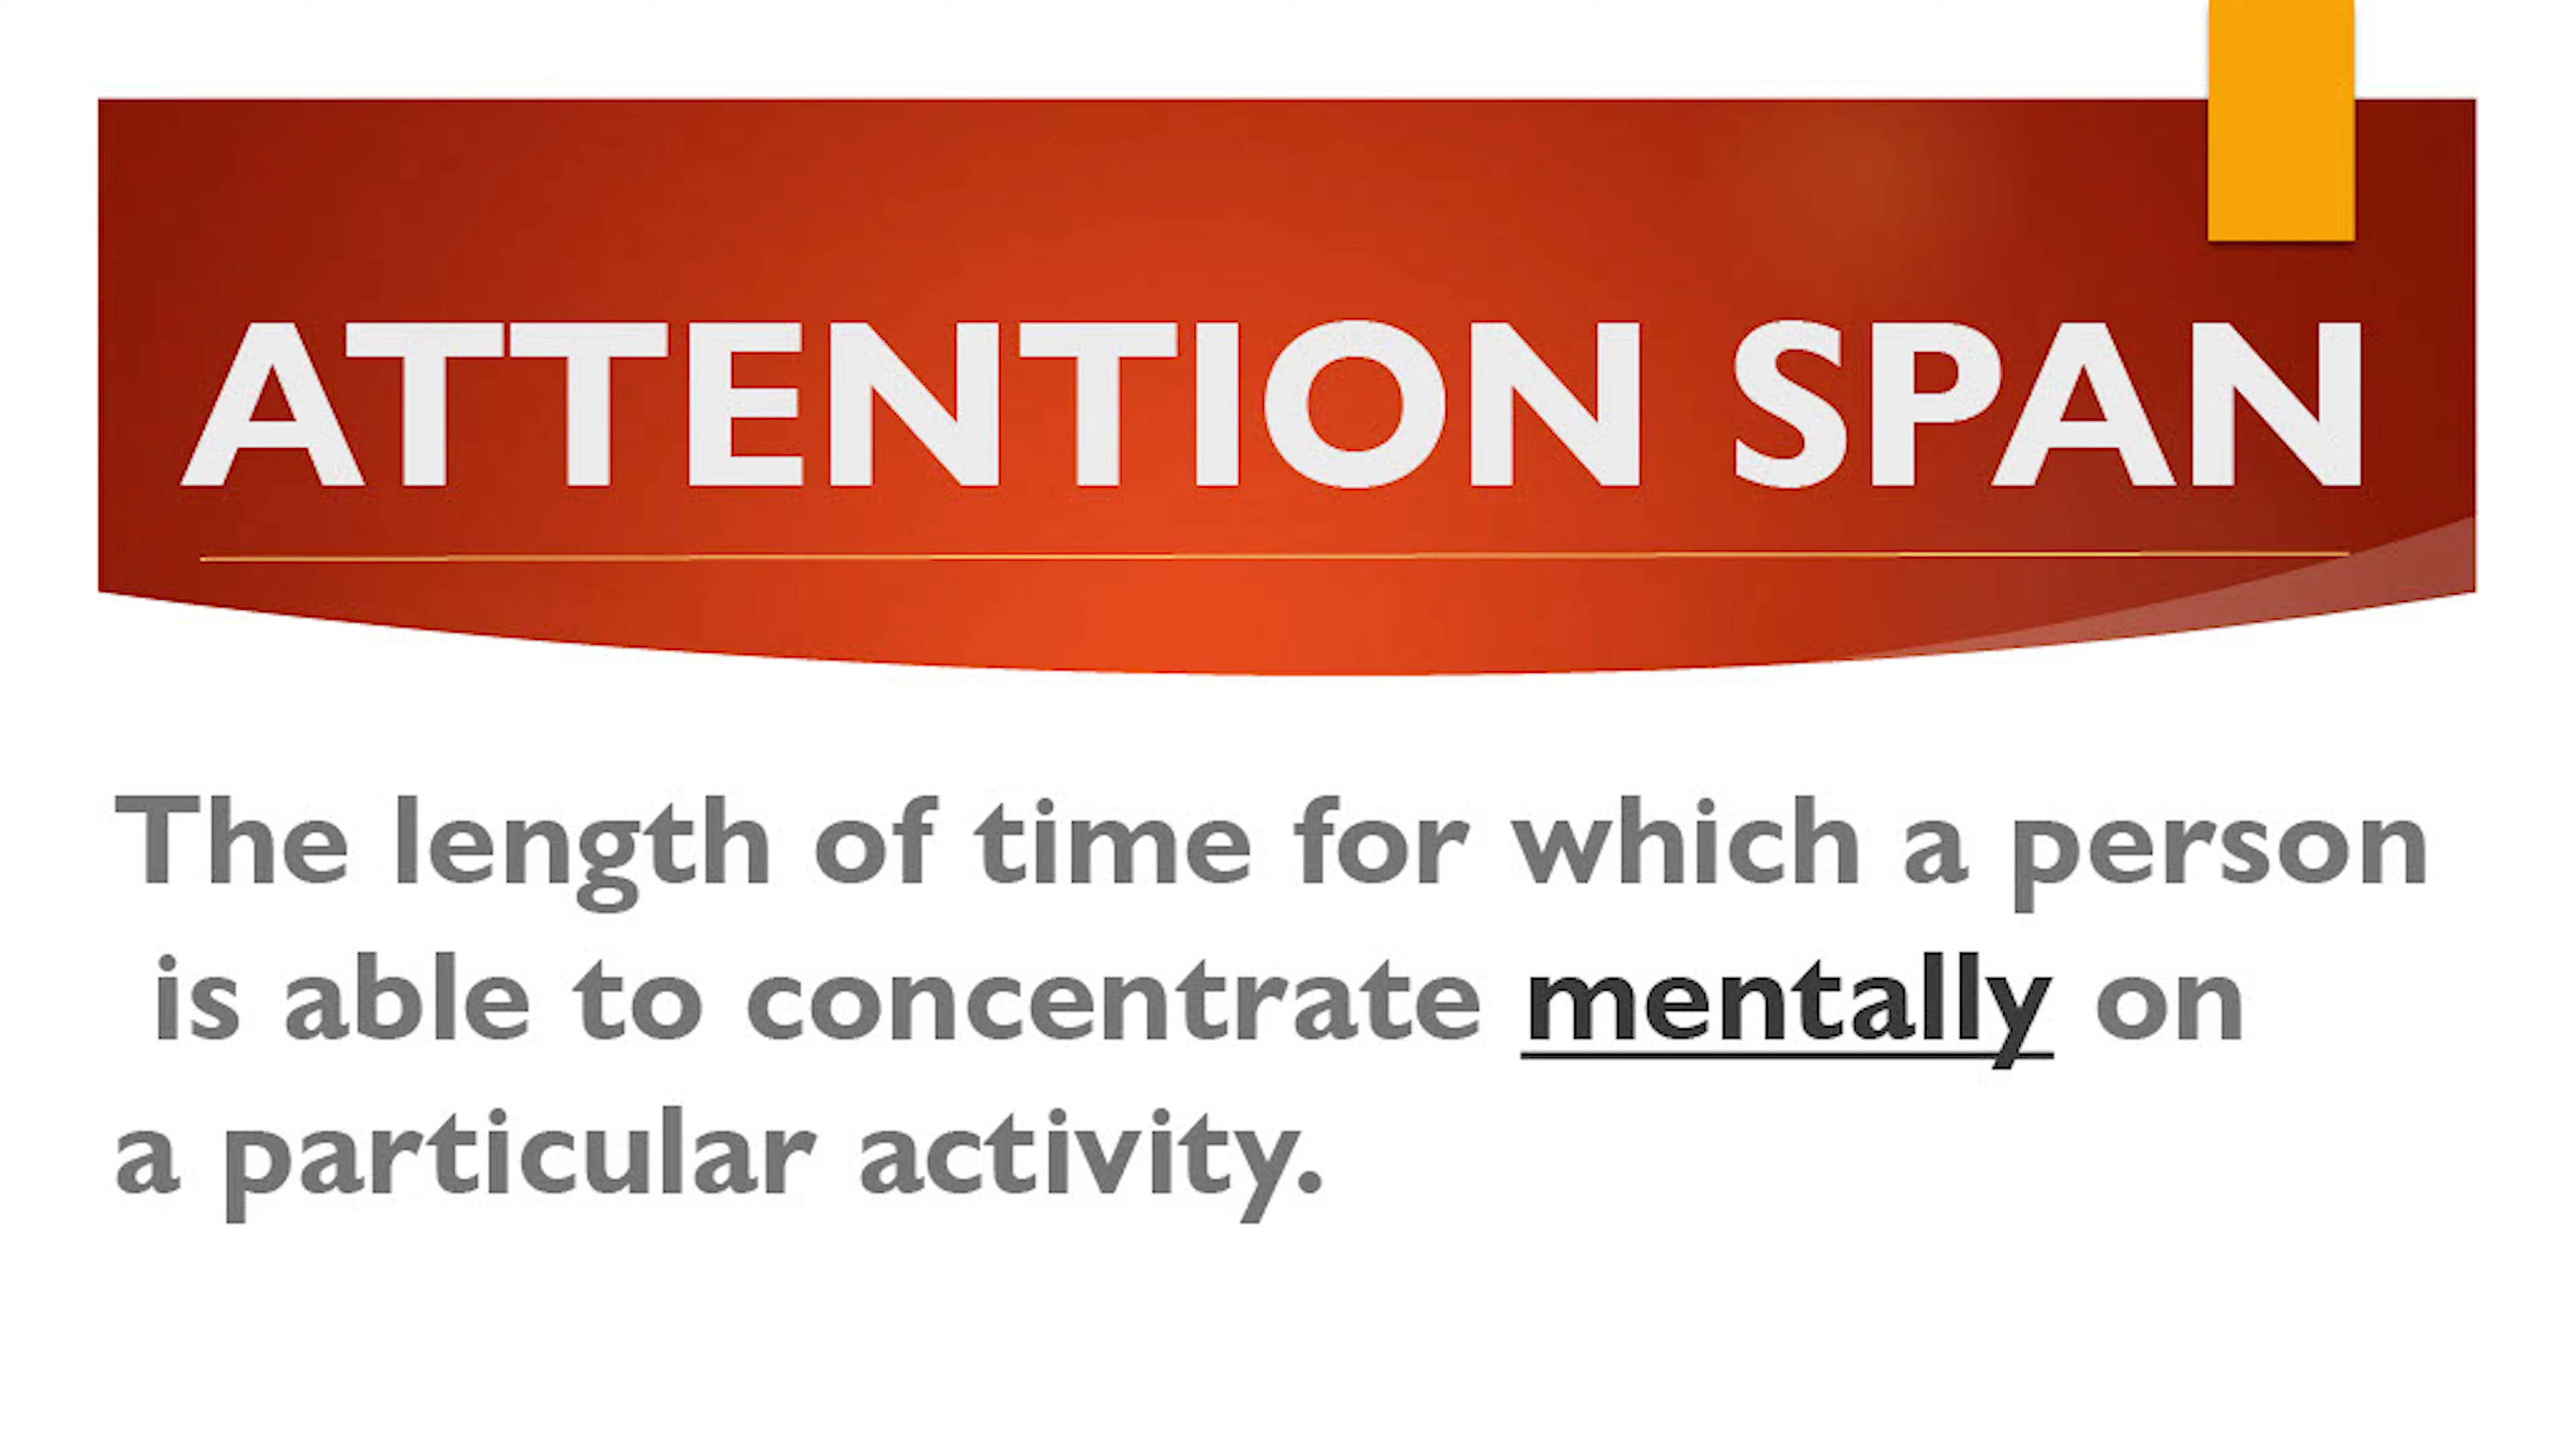 ATTENTION SPAN
The length of time for which a person
is able to concentrate mentally on
a particular activity.